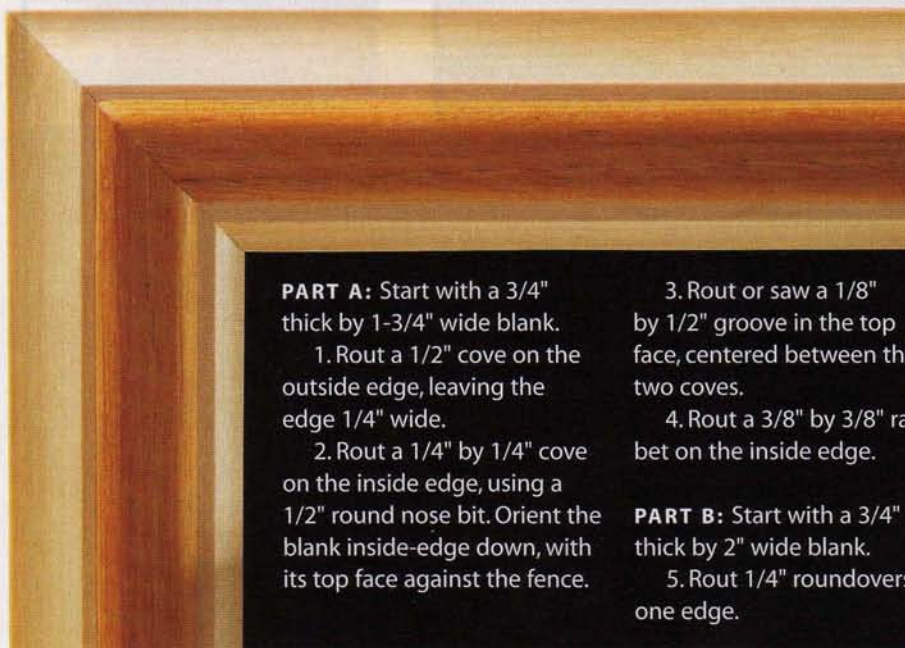 PART A: Start with a 3/4"
thick by 1-3/4" wide blank.
1. Rout a 1/2" cove on the
outside edge, leaving the
edge 1/4" wide.
2. Rout a 1/4" by 1/4" cove
on the inside edge, using a
1/2" round nose bit. Orient the
blank inside-edge down, with
its top face against the fence.
3. Rout or saw a 1/8"
by 1/2" groove in the top
face, centered between th
two coves.
4. Rout a 3/8" by 3/8" ra
bet on the inside edge.
PART B: Start with a 3/4"
thick by 2" wide blank.
5. Rout 1/4" roundovers
one edge.